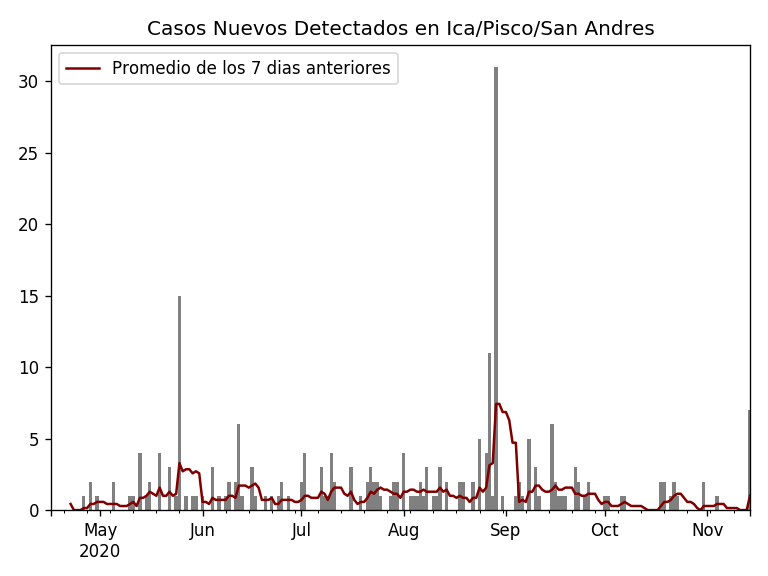 Casos Nuevos Detectados en Ica/Pisco/San Andres
Promedio de los 7 dias anteriores
30
25
20
15
10
5
0
May Jun Jul Aug Sep Oct Nov
2020